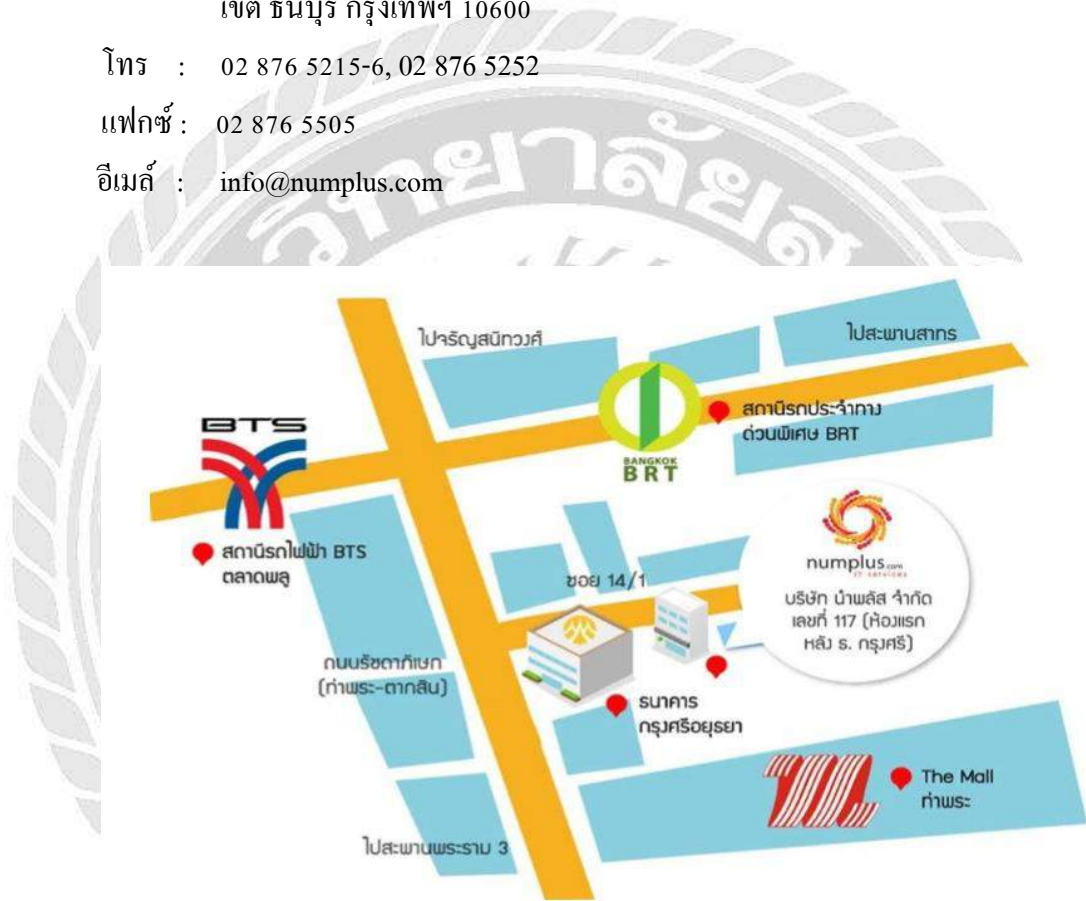 เขต ธนบุรี กรุงเทพฯ 10600
โทร : 02 876 5215-6, 02 876 5252
แฟกซ์ : 02 876 5505
อีเมล์ : info@numplus.com
วิทยาลัยส
ไปจรัญสนิทวงศ์
ไปสะพานสาทร
BTS
สถานีรถประจำทาง
ด่วนพิเศษ BRT
BANGKOK
BRT
สถานีรถไฟฟ้า BTS
ตลาดพลู
numplus.com
IT services
บริษัท นำพลัส จำกัด
เลขที่ 117 (ห้องแรก
หลัง ธ. กรุงศรี)
ซอย 14/1
ถนนรัชดาภิเษก
(ท่าพระ-ตากสิน)
ธนาคาร
กรุงศรีอยุธยา
The Mall
ท่าพระ
ไปสะพานพระราม 3